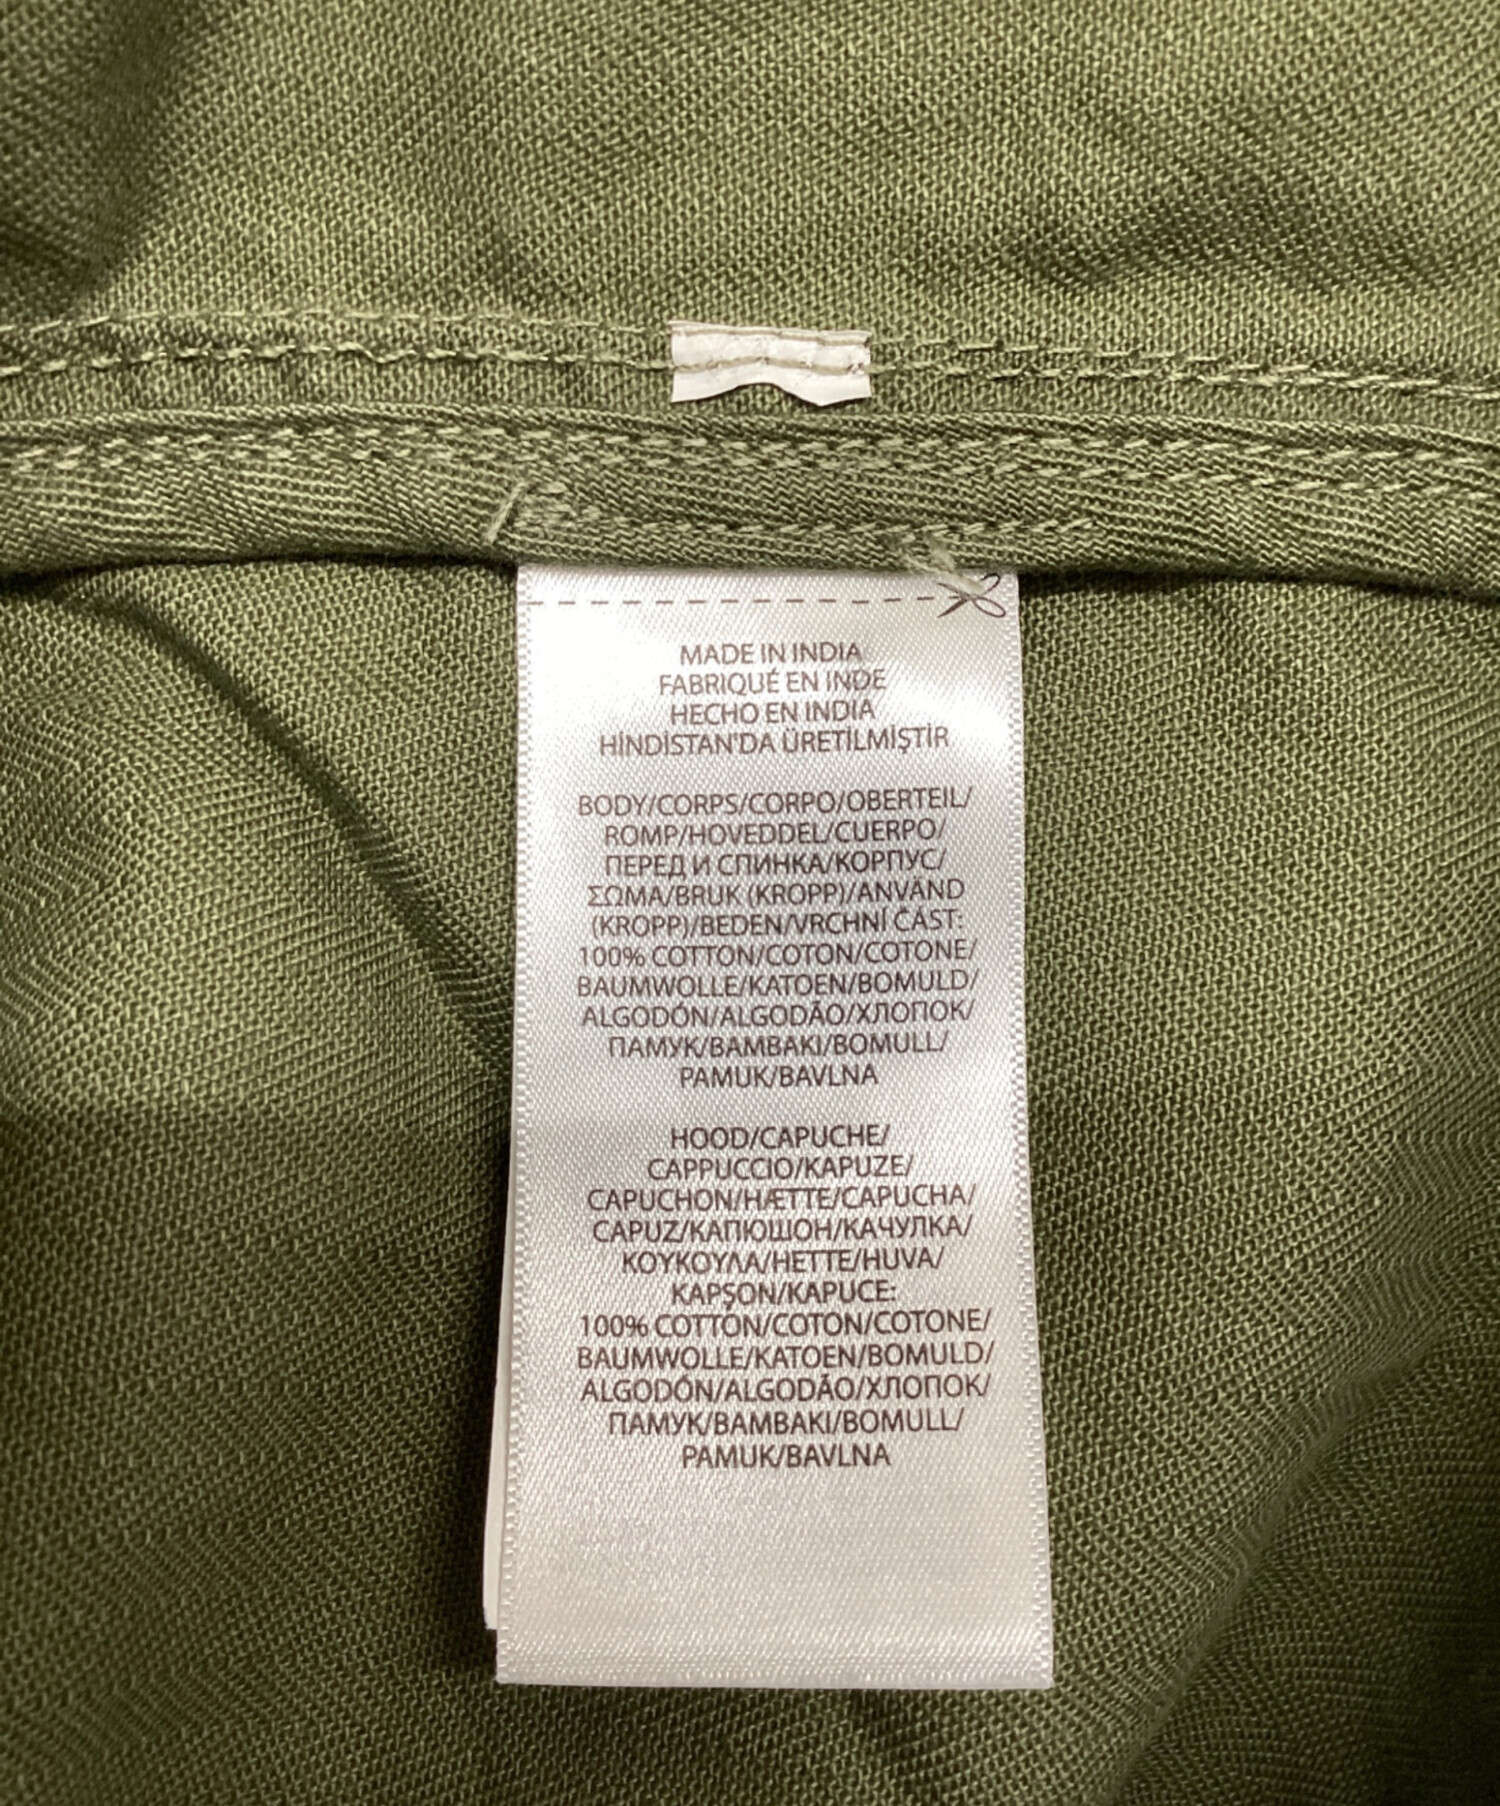 MADE IN INDIA
FABRIQUÉ EN INDE
HECHO EN INDIA
HİNDİSTAN'DA ÜRETİLMİŞTİR
BODY/CORPS/CORPO/OBERTEIL/
ROMP/HOVEDDEL/CUERPO/
ПЕРЕД И СПИНКА/КОРПУС/
ΣΩΜΑ/BRUK (KROPP)/ANVÄND
(KROPP)/BEDEN/VRCHNÍ ČÁST:
100% COTTON/COTON/COTONE/
BAUMWOLLE/KATOEN/BOMULD/
ALGODÓN/ALGODÃO/ХЛОПОК/
ПАМУК/ΒΑΜΒΑΚΙ/BOMULL/
PAMUK/BAVLNA
HOOD/CAPUCHE/
CAPPUCCIO/KAPUZE/
CAPUCHON/HÆTTE/CAPUCHA/
CAPUZ/КАПЮШОН/КАЧУЛКА/
ΚΟΥΚΟΥΛΑ/HETTE/HUVA/
KAPŞON/KAPUCE:
100% COTTON/COTON/COTONE/
BAUMWOLLE/KATOEN/BOMULD/
ALGODÓN/ALGODÃO/ХЛОПОК/
ПАМУК/ΒΑΜΒΑΚΙ/BOMULL/
PAMUK/BAVLNA